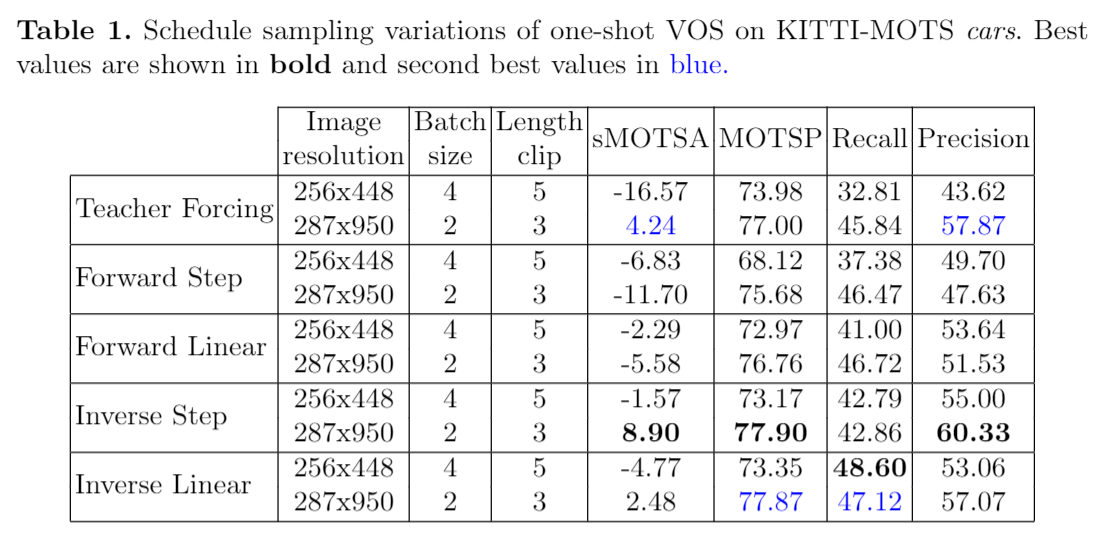 Table 1. Schedule sampling variations of one-shot VOS on KITTI-MOTS cars. Best
values are shown in bold and second best values in blue.
Image resolution Batch size Length clip sMOTSA MOTSP Recall Precision
Teacher Forcing 256x448 4 5 -16.57 73.98 32.81 43.62
287x950 2 3 4.24 77.00 45.84 57.87
Forward Step 256x448 4 5 -6.83 68.12 37.38 49.70
287x950 2 3 -11.70 75.68 46.47 47.63
Forward Linear 256x448 4 5 -2.29 72.97 41.00 53.64
287x950 2 3 -5.58 76.76 46.72 51.53
Inverse Step 256x448 4 5 -1.57 73.17 42.79 55.00
287x950 2 3 8.90 77.90 42.86 60.33
Inverse Linear 256x448 4 5 -4.77 73.35 48.60 53.06
287x950 2 3 2.48 77.87 47.12 57.07